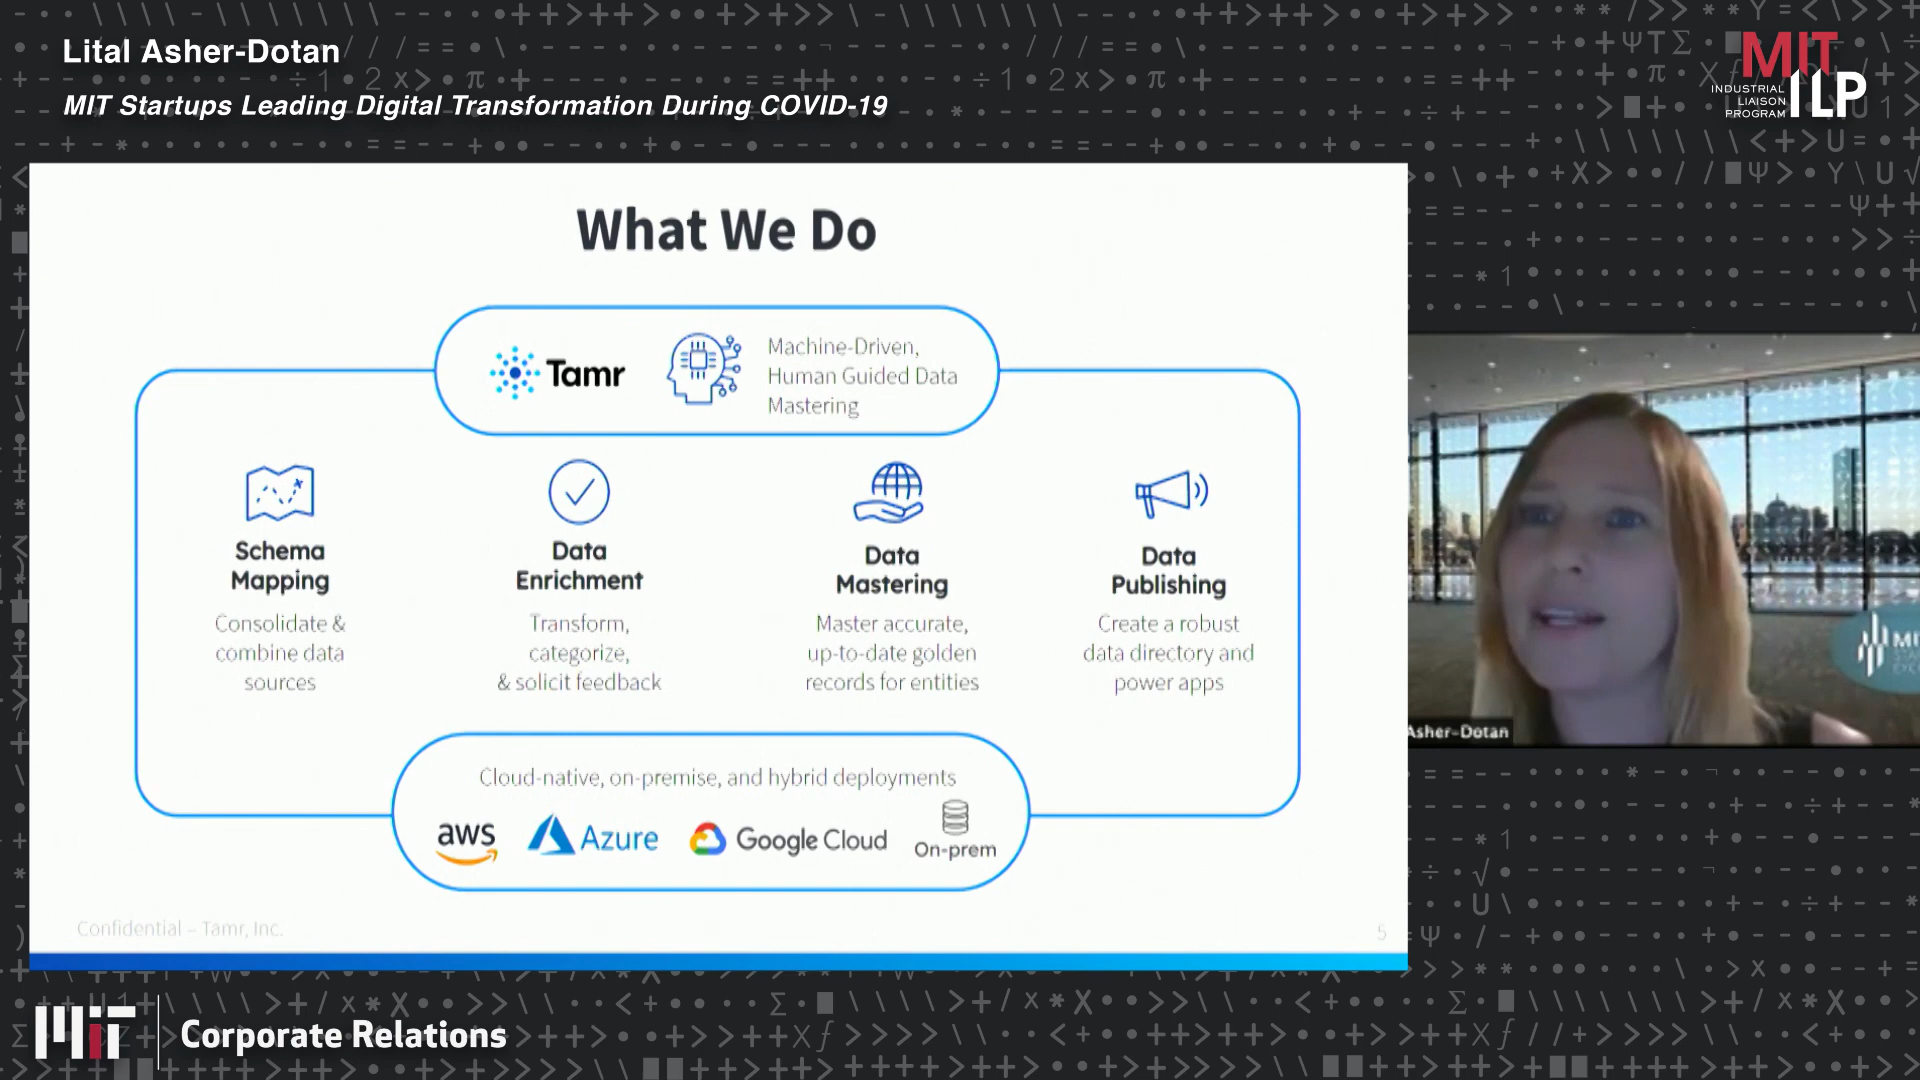 Lital Asher-Dotan
MIT Startups Leading Digital Transformation During COVID-19
MIT
ILP
INDUSTRIAL
LIAISON
PROGRAM
What We Do
Tamr
Machine-Driven,
Human Guided Data
Mastering
Schema
Mapping
Consolidate &
combine data
sources
Data
Enrichment
Transform,
categorize,
& solicit feedback
Data
Mastering
Master accurate,
up-to-date golden
records for entities
Data
Publishing
Create a robust
data directory and
power apps
Cloud-native, on-premise, and hybrid deployments
aws
Azure
Google Cloud
On-prem
Confidential – Tamr, Inc.
5
Asher-Dotan
MIT
Corporate Relations